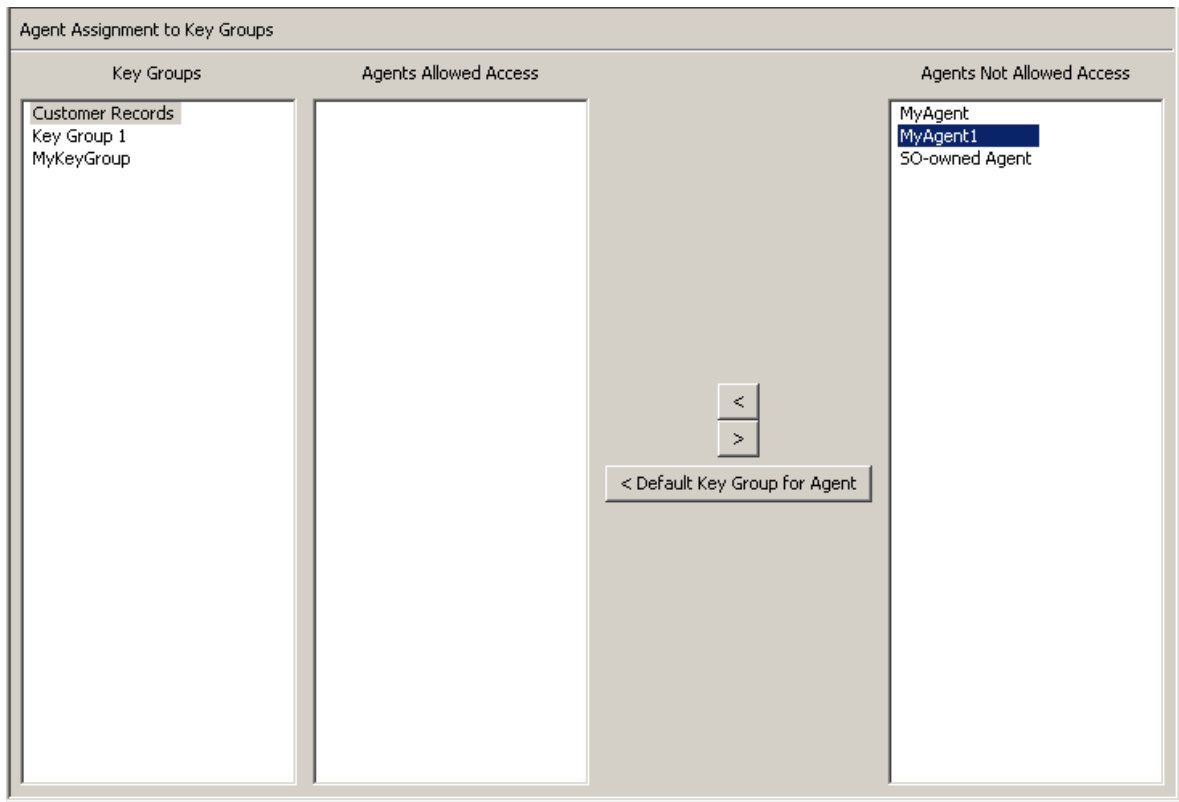 Agent Assignment to Key Groups
Key Groups
Agents Allowed Access
Agents Not Allowed Access
Customer Records
Key Group 1
MyKeyGroup
MyAgent
MyAgent1
SO-owned Agent
<
>
< Default Key Group for Agent